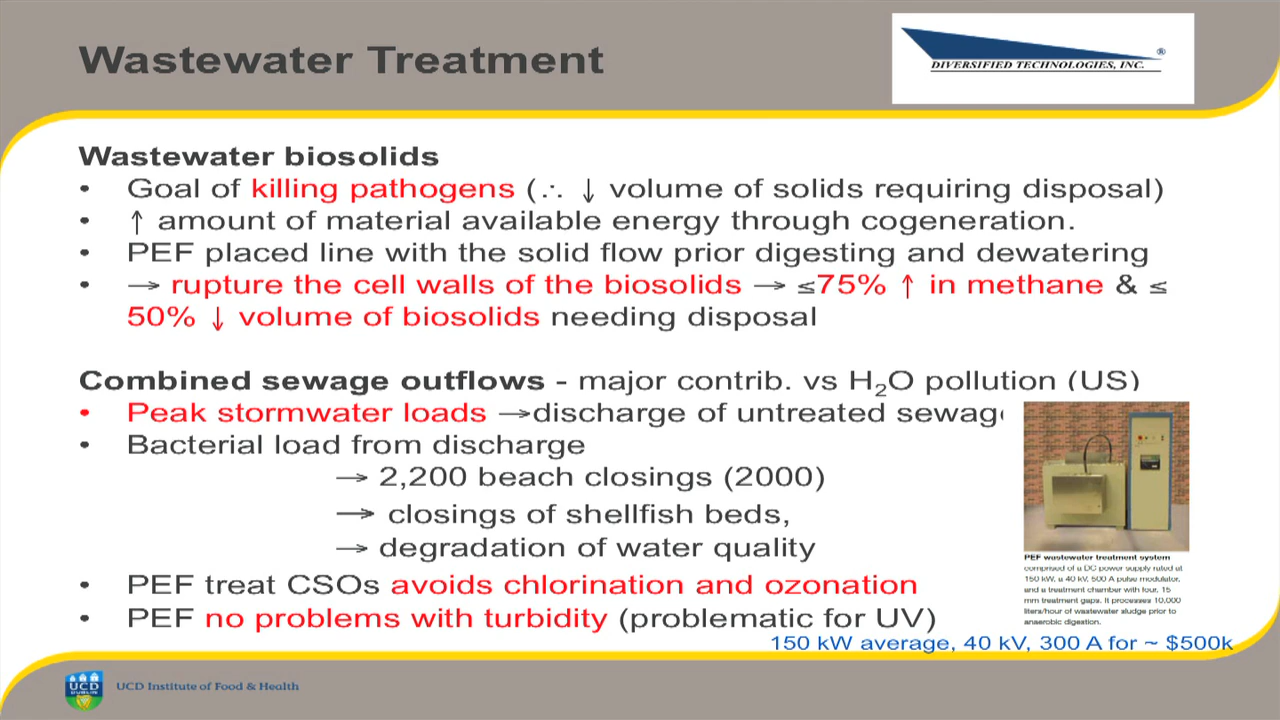 Wastewater Treatment
DIVERSIFIED TECHNOLOGIES, INC. ®
Wastewater biosolids
• Goal of killing pathogens (∴ ↓ volume of solids requiring disposal)
• ↑ amount of material available energy through cogeneration.
• PEF placed line with the solid flow prior digesting and dewatering
• → rupture the cell walls of the biosolids → ≤75% ↑ in methane & ≤
50% ↓ volume of biosolids needing disposal
Combined sewage outflows - major contrib. vs H₂O pollution (US)
• Peak stormwater loads →discharge of untreated sewage
• Bacterial load from discharge
→ 2,200 beach closings (2000)
→ closings of shellfish beds,
→ degradation of water quality
• PEF treat CSOs avoids chlorination and ozonation
• PEF no problems with turbidity (problematic for UV)
PEF wastewater treatment system
comprised of a DC power supply rated at
150 kW, a 40 kV, 500 A pulse modulator,
and a treatment chamber with four, 15
mm treatment gaps. It processes 10,000
liters/hour of wastewater sludge prior to
anaerobic digestion.
150 kW average, 40 kV, 300 A for ~ $500k
UCD
DUBLIN
UCD Institute of Food & Health